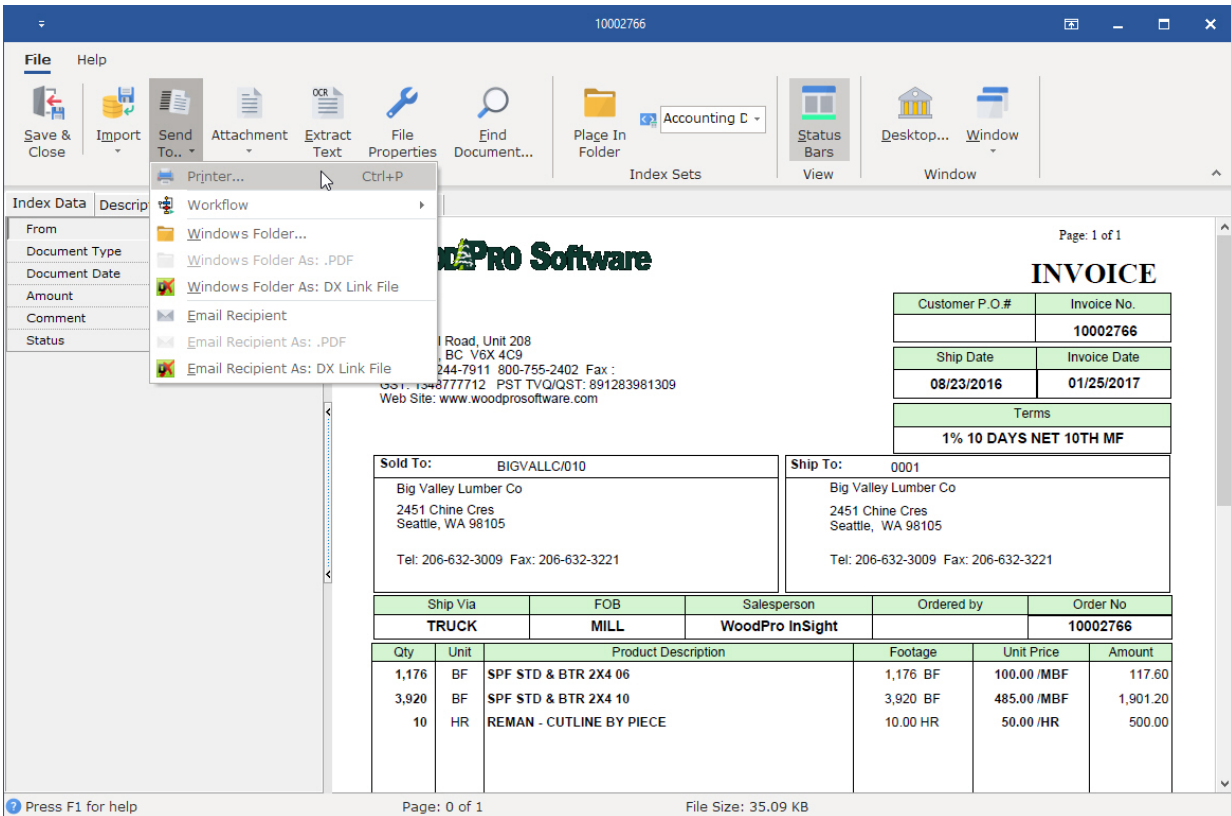 10002766
File Help
Save & Close
Import
Send To..
Attachment
OCR
Extract Text
File Properties
Find Document...
Place In Folder
Accounting D
Status Bars
Desktop...
Window
Index Sets
View
Window
Printer... Ctrl+P
Workflow
Windows Folder...
Windows Folder As: .PDF
Windows Folder As: DX Link File
Email Recipient
Email Recipient As: .PDF
Email Recipient As: DX Link File
Index Data
From
Document Type
Document Date
Amount
Comment
Status
PRO Software
Page: 1 of 1
INVOICE
Customer P.O.# Invoice No.
10002766
Ship Date Invoice Date
08/23/2016 01/25/2017
Terms
1% 10 DAYS NET 10TH MF
Road, Unit 208
BC V6X 4C9
244-7911 800-755-2402 Fax :
GST: 1348777712 PST TVQ/QST: 891283981309
Web Site: www.woodprosoftware.com
Sold To: BIGVALLC/010
Big Valley Lumber Co
2451 Chine Cres
Seattle, WA 98105
Tel: 206-632-3009 Fax: 206-632-3221
Ship To: 0001
Big Valley Lumber Co
2451 Chine Cres
Seattle, WA 98105
Tel: 206-632-3009 Fax: 206-632-3221
Ship Via FOB Salesperson Ordered by Order No
TRUCK MILL WoodPro InSight 10002766
Qty Unit Product Description Footage Unit Price Amount
1,176 BF SPF STD & BTR 2X4 06 1,176 BF 100.00 /MBF 117.60
3,920 BF SPF STD & BTR 2X4 10 3,920 BF 485.00 /MBF 1,901.20
10 HR REMAN - CUTLINE BY PIECE 10.00 HR 50.00 /HR 500.00
Press F1 for help Page: 0 of 1 File Size: 35.09 KB